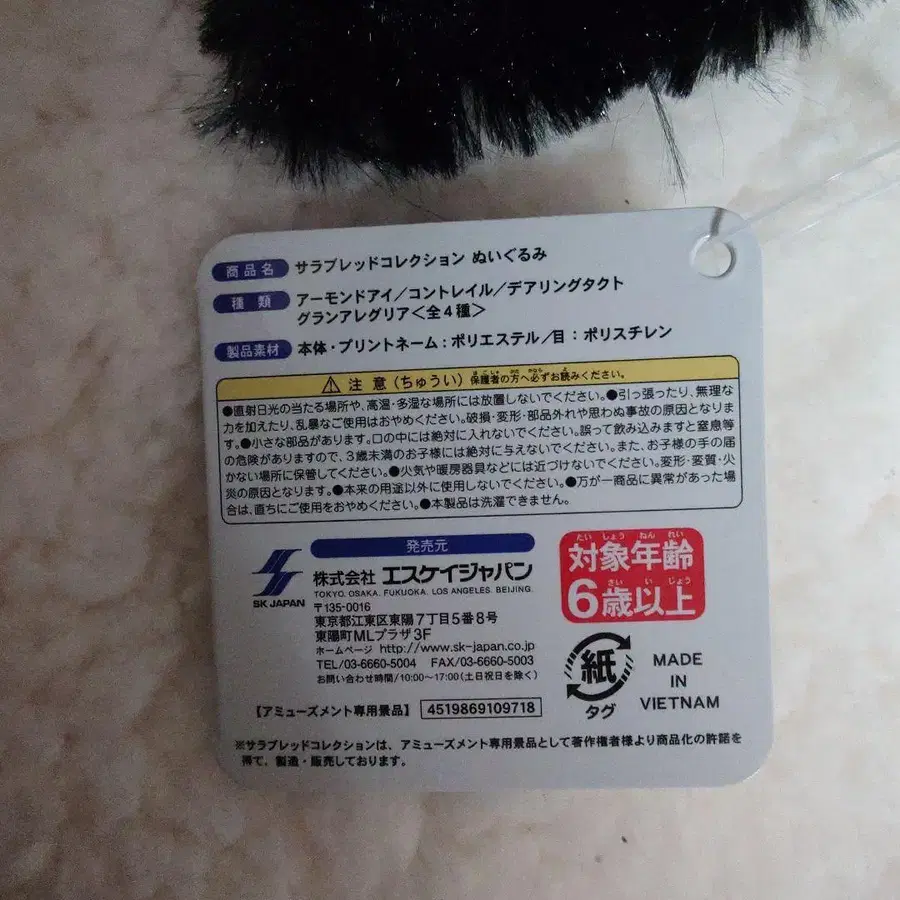 商品名 サラブレッドコレクション ぬいぐるみ
種類 アーモンドアイ／コントレイル／デアリングタクト
グランアレグリア＜全4種＞
製品素材 本体・プリントネーム：ポリエステル／目：ポリスチレン
⚠ 注意（ちゅうい）保護者の方へ必ずお読みください。
●直射日光の当たる場所や、高温・多湿な場所には放置しないでください。●引っ張ったり、無理な
力を加えたり、乱暴なご使用はおやめください。破損・変形・部品外れや思わぬ事故の原因となりま
す。●小さな部品があります。口の中には絶対に入れないでください。誤って飲み込みますと窒息等
の危険がありますので、3歳未満のお子様には絶対に与えないでください。また、お子様の手の届
かない場所に保管してください。●火気や暖房器具などには近づけないでください。変形・変質・火
災の原因となります。●本来の用途以外に使用しないでください。●万が一商品に異常があった場
合は、直ちにご使用をおやめください。●本製品は洗濯できません。
発売元
SK JAPAN
株式会社 エスケイジャパン
TOKYO. OSAKA. FUKUOKA. LOS ANGELES. BEIJING.
〒135-0016
東京都江東区東陽7丁目5番8号
東陽町MLプラザ3F
ホームページ http://www.sk-japan.co.jp
TEL/03-6660-5004 FAX/03-6660-5003
お問い合わせ時間/10:00〜17:00(土日祝日を除く)
たいしょうねんれい
対象年齢
さいいじょう
6歳以上
紙
タグ
MADE
IN
VIETNAM
【アミューズメント専用景品】 4519869109718
※サラブレッドコレクションは、アミューズメント専用景品として著作権者様より商品化の許諾を
得て、製造・販売しております。